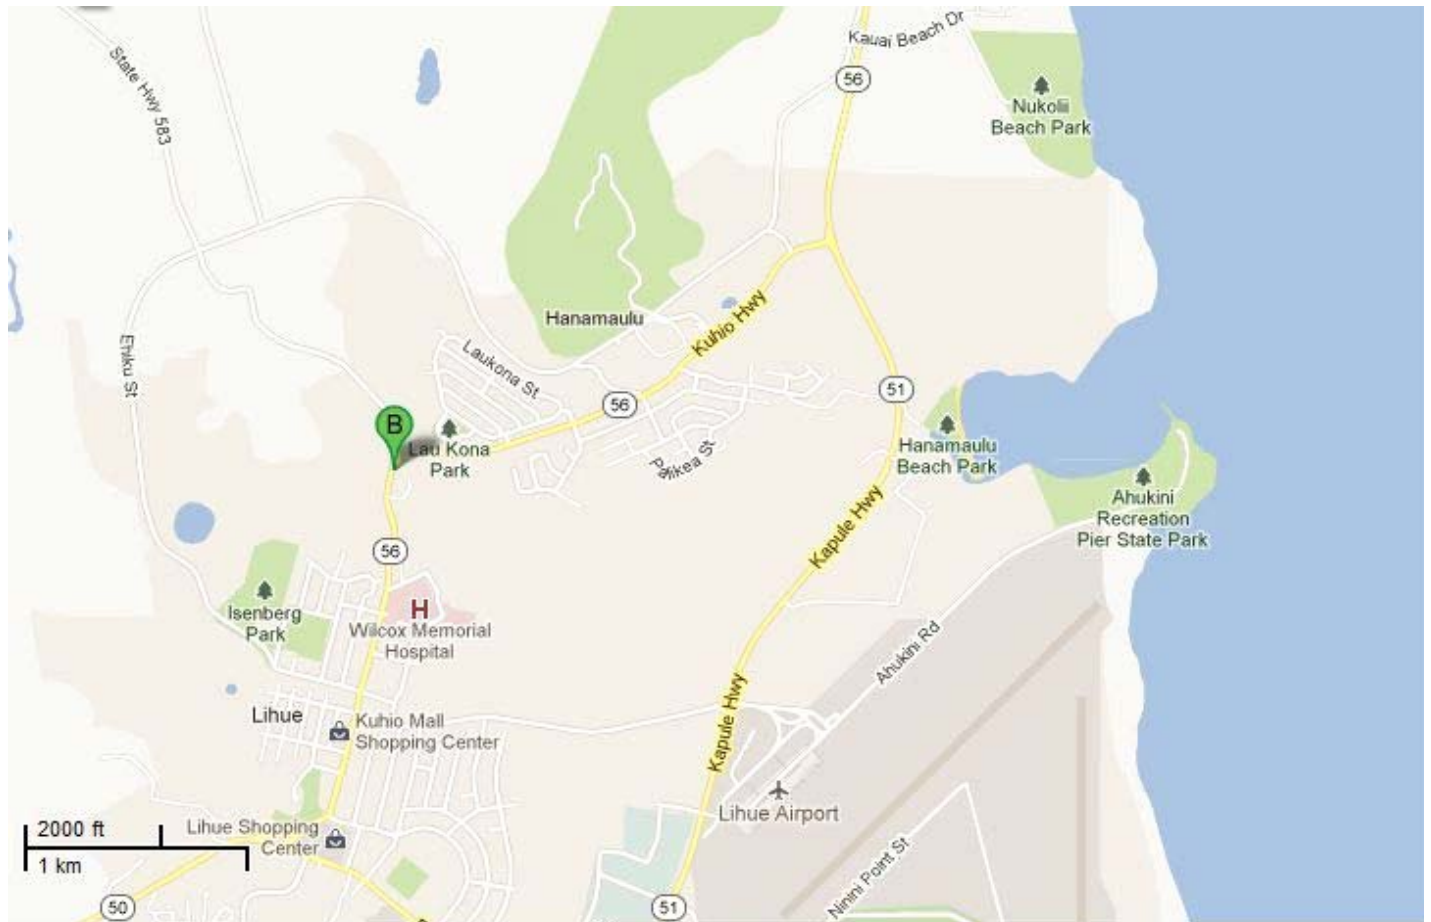 Kauai Beach Dr
State Hwy 583
56
Nukolii
Beach Park
Hanamaulu
Kuhio Hwy
Ehiku St
Laukona St
51
56
B
Lau Kona
Park
Hanamaulu
Beach Park
Palikea St
Ahukini
Recreation
Pier State Park
Kapule Hwy
56
Isenberg
Park
H
Wilcox Memorial
Hospital
Ahukini Rd
Lihue
Kuhio Mall
Shopping Center
Kapule Hwy
Lihue Airport
2000 ft
1 km
Lihue Shopping
Center
Ninini Point St
50
51